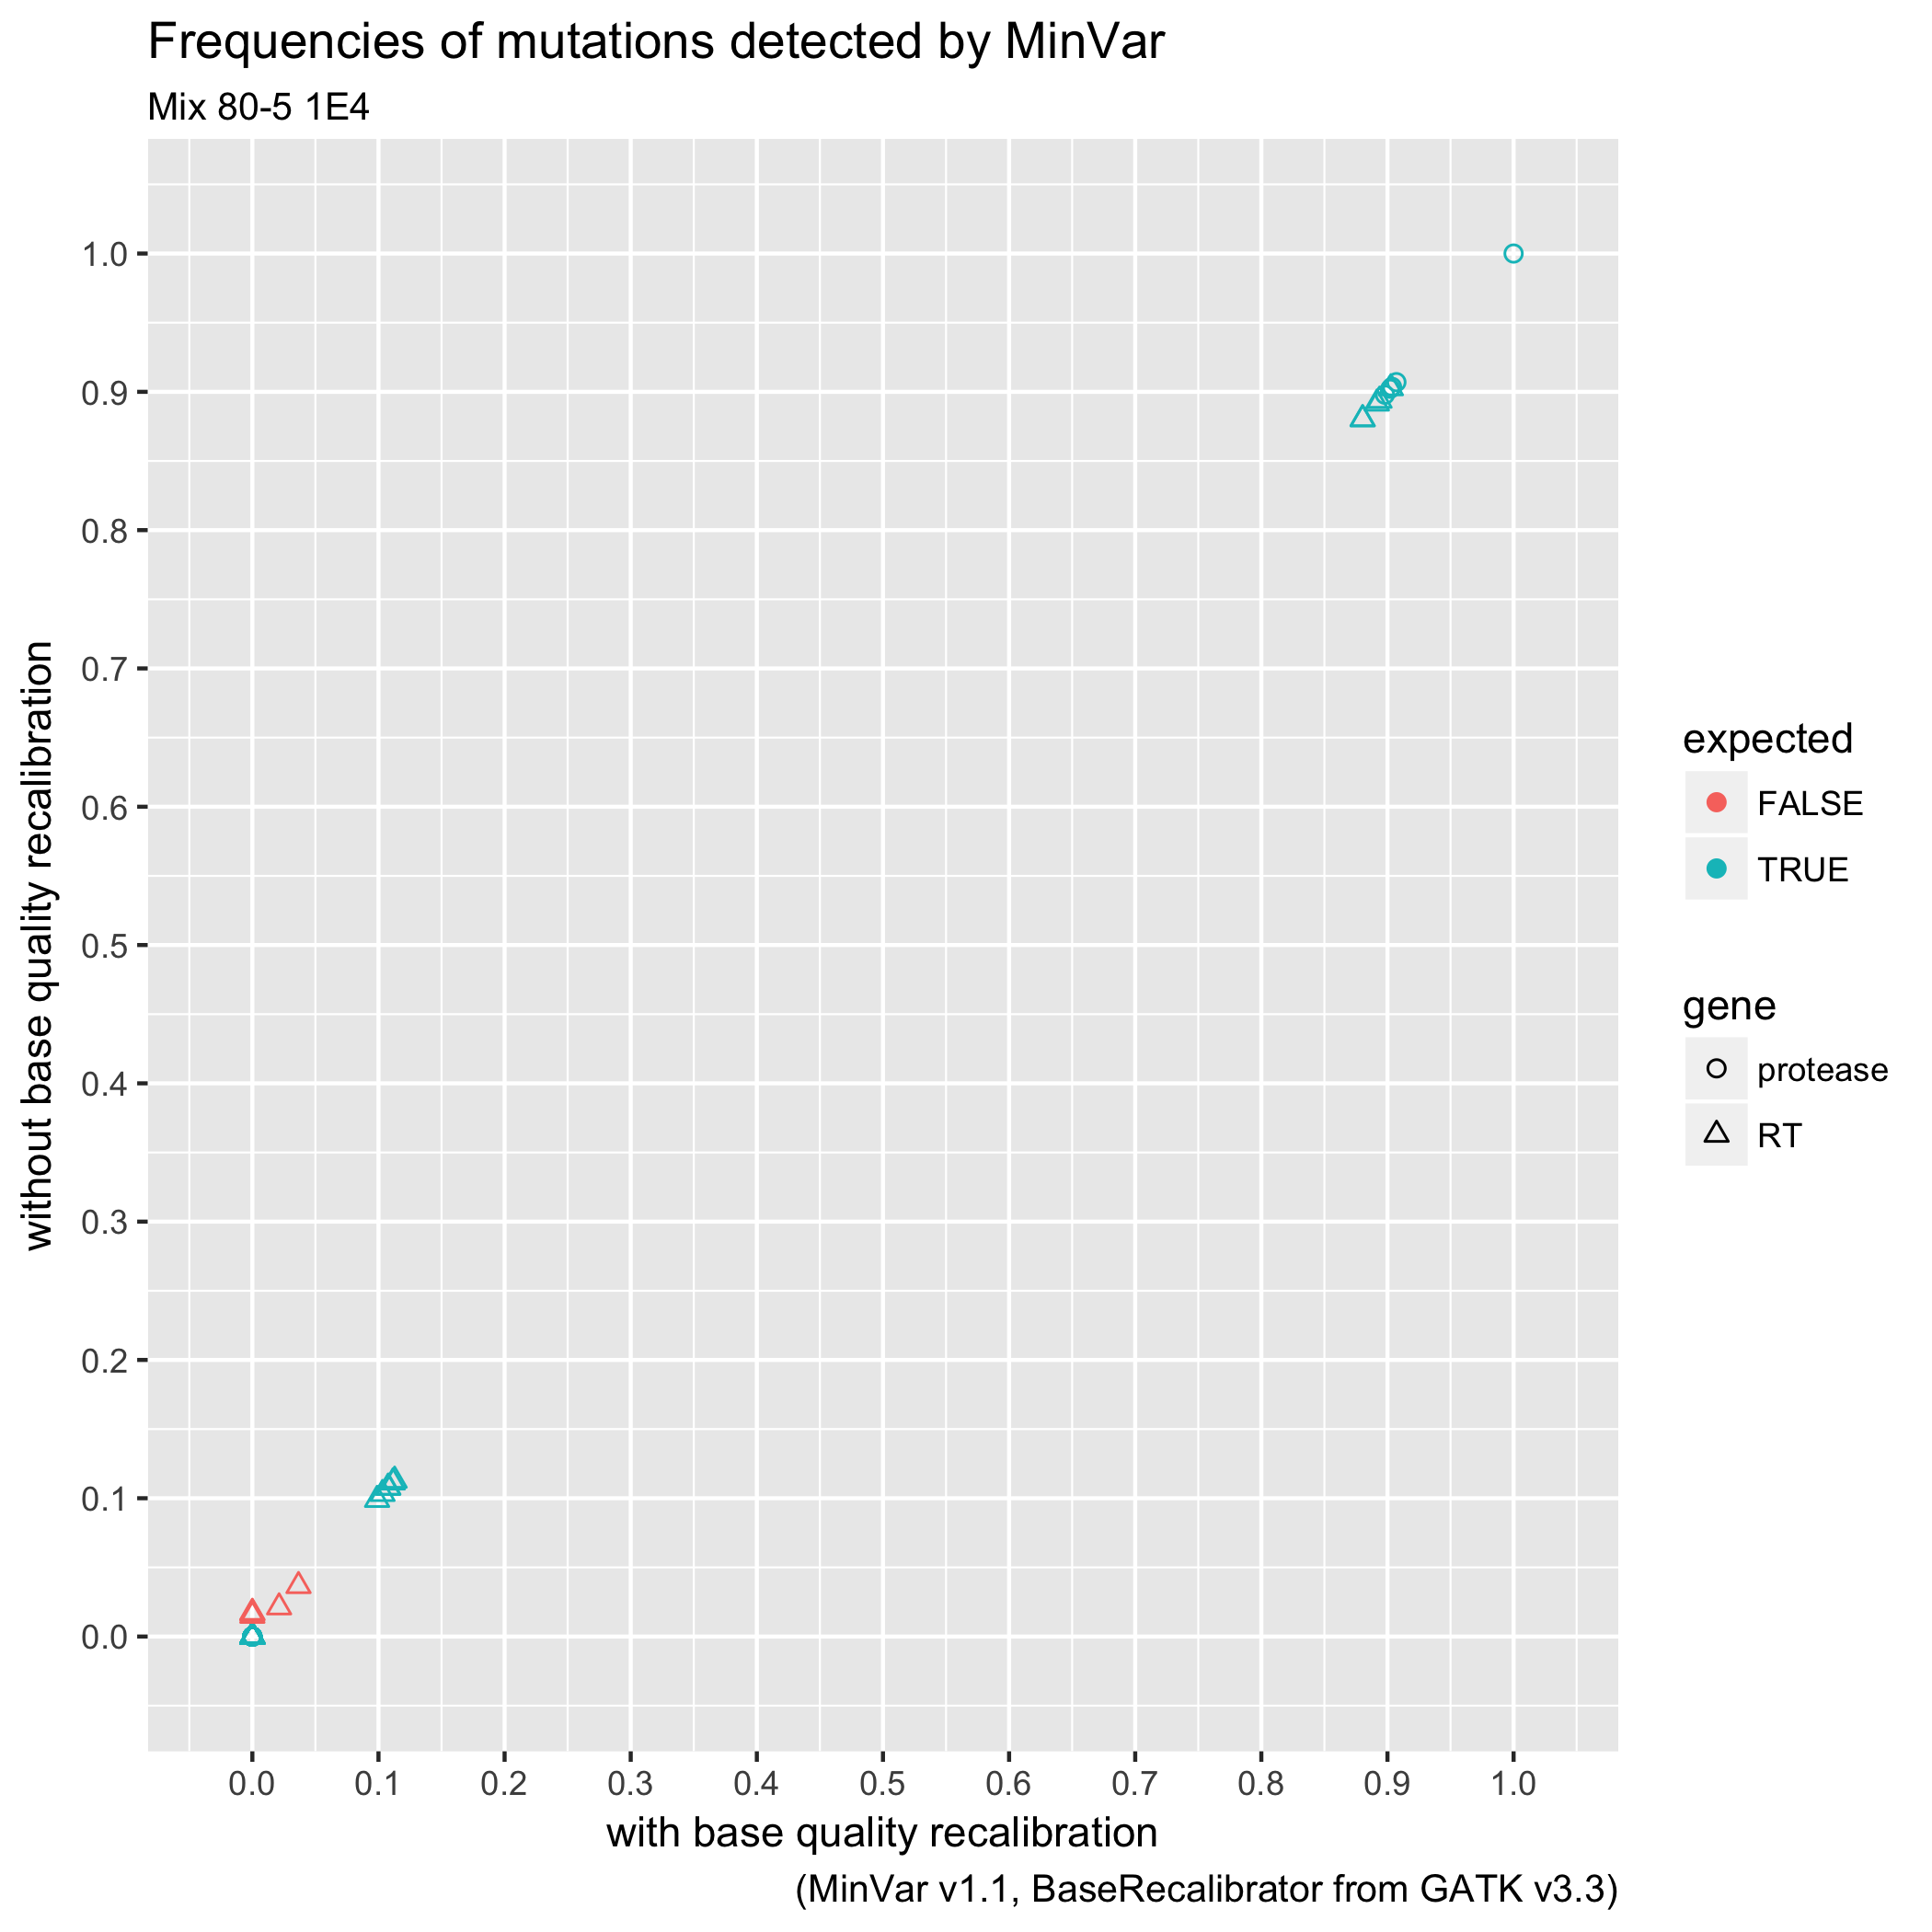 Frequencies of mutations detected by MinVar
Mix 80-5 1E4
without base quality recalibration
1.0
0.9
0.8
0.7
0.6
0.5
0.4
0.3
0.2
0.1
0.0
0.0 0.1 0.2 0.3 0.4 0.5 0.6 0.7 0.8 0.9 1.0
with base quality recalibration
(MinVar v1.1, BaseRecalibrator from GATK v3.3)
expected
FALSE
TRUE
gene
protease
RT